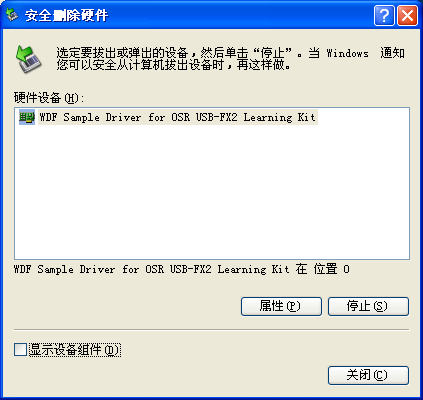 安全删除硬件
选定要拔出或弹出的设备，然后单击“停止”。当 Windows 通知
您可以安全从计算机拔出设备时，再这样做。
硬件设备(H):
WDF Sample Driver for OSR USB-FX2 Learning Kit
WDF Sample Driver for OSR USB-FX2 Learning Kit 在 位置 0
属性(P) 停止(S)
显示设备组件(D)
关闭(C)